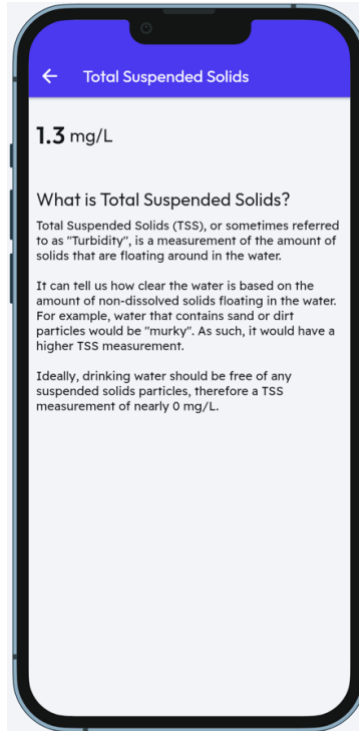 Total Suspended Solids
1.3 mg/L
What is Total Suspended Solids?
Total Suspended Solids (TSS), or sometimes referred
to as "Turbidity", is a measurement of the amount of
solids that are floating around in the water.
It can tell us how clear the water is based on the
amount of non-dissolved solids floating in the water.
For example, water that contains sand or dirt
particles would be "murky". As such, it would have a
higher TSS measurement.
Ideally, drinking water should be free of any
suspended solids particles, therefore a TSS
measurement of nearly 0 mg/L.